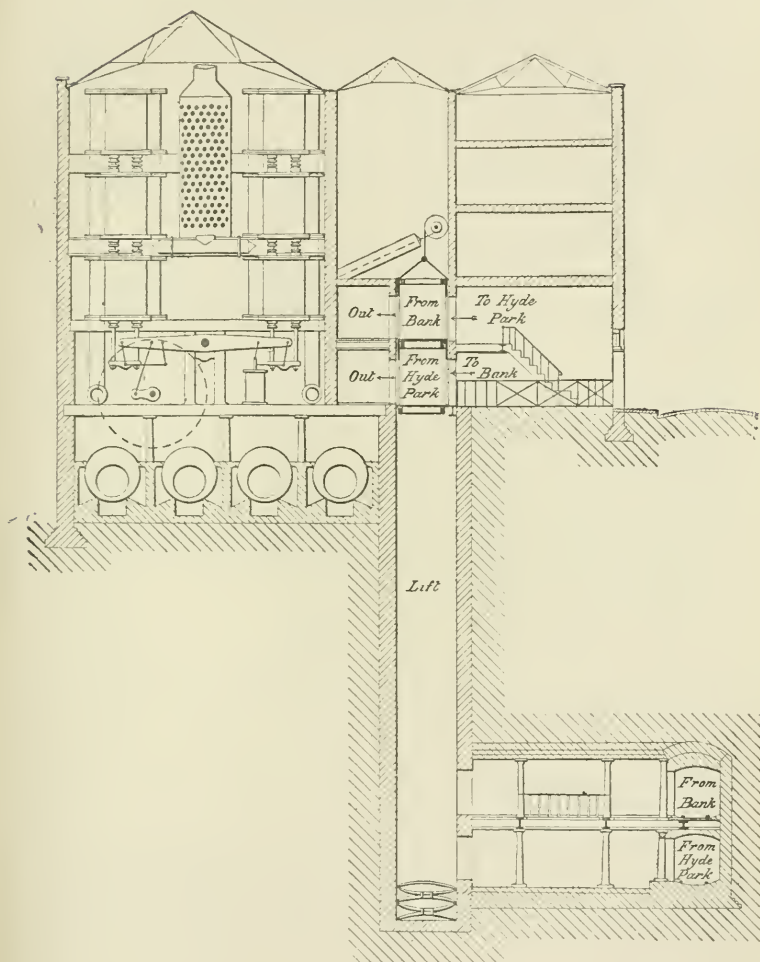 Out
From
Bank
To Hyde
Park
Out
From
Hyde
Park
To
Bank
Lift
From
Bank
From
Hyde
Park